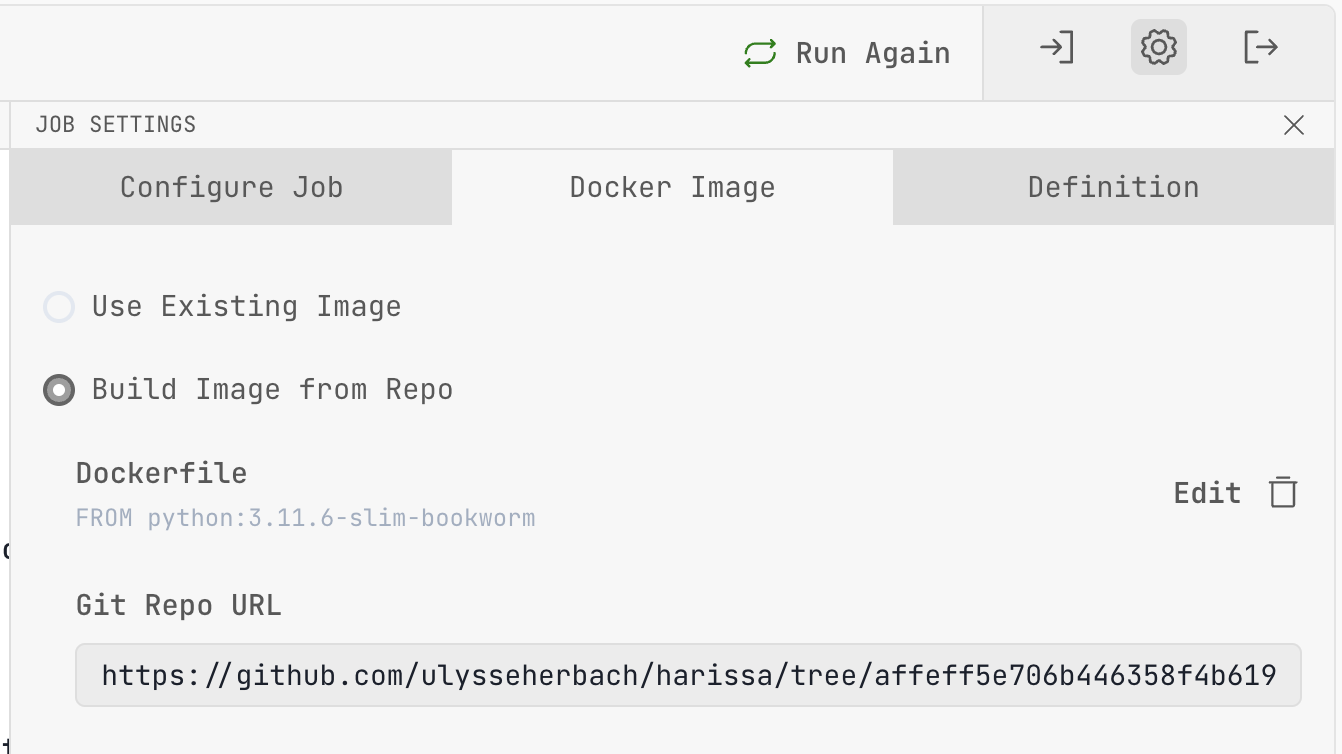 Run Again
JOB SETTINGS
Configure Job
Docker Image
Definition
Use Existing Image
Build Image from Repo
Dockerfile
Edit
FROM python:3.11.6-slim-bookworm
Git Repo URL
https://github.com/ulysseherbach/harissa/tree/affeff5e706b446358f4b619